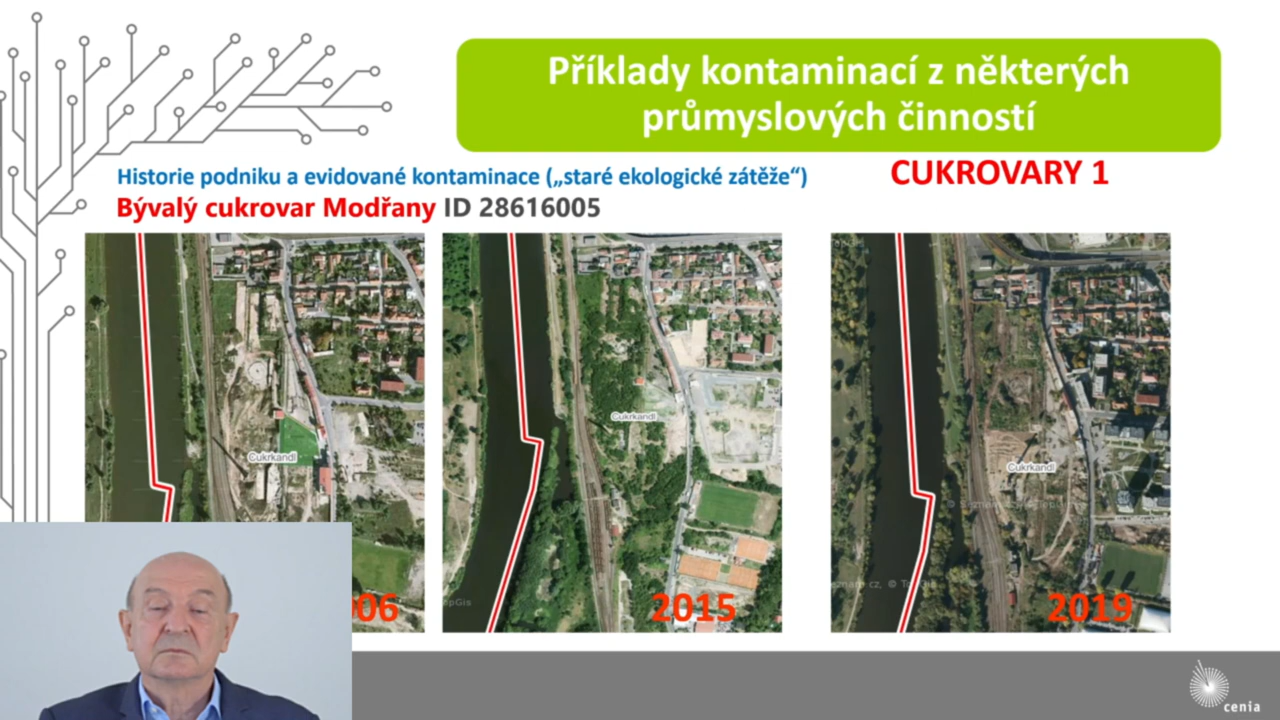 Příklady kontaminací z některých
průmyslových činností
Historie podniku a evidované kontaminace („staré ekologické zátěže“)
CUKROVARY 1
Bývalý cukrovar Modřany ID 28616005
Cukrkandl
Cukrkandl
Cukrkandl
06
2015
2019
cenia